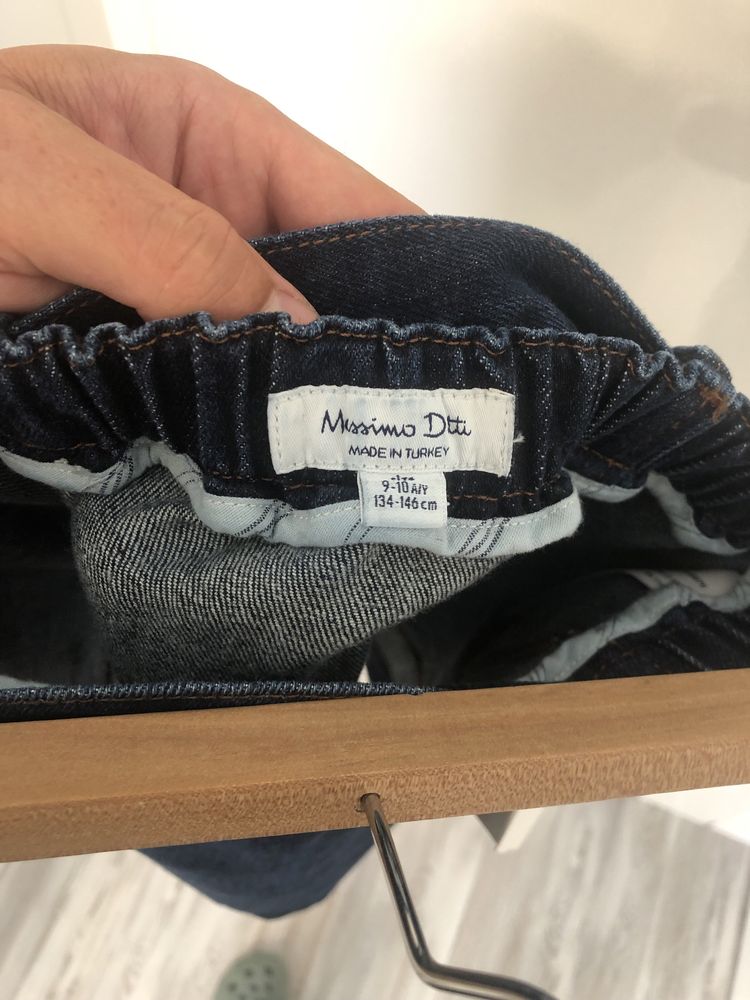 Massimo Dutti
MADE IN TURKEY
9-10 A/Y
134-146 cm